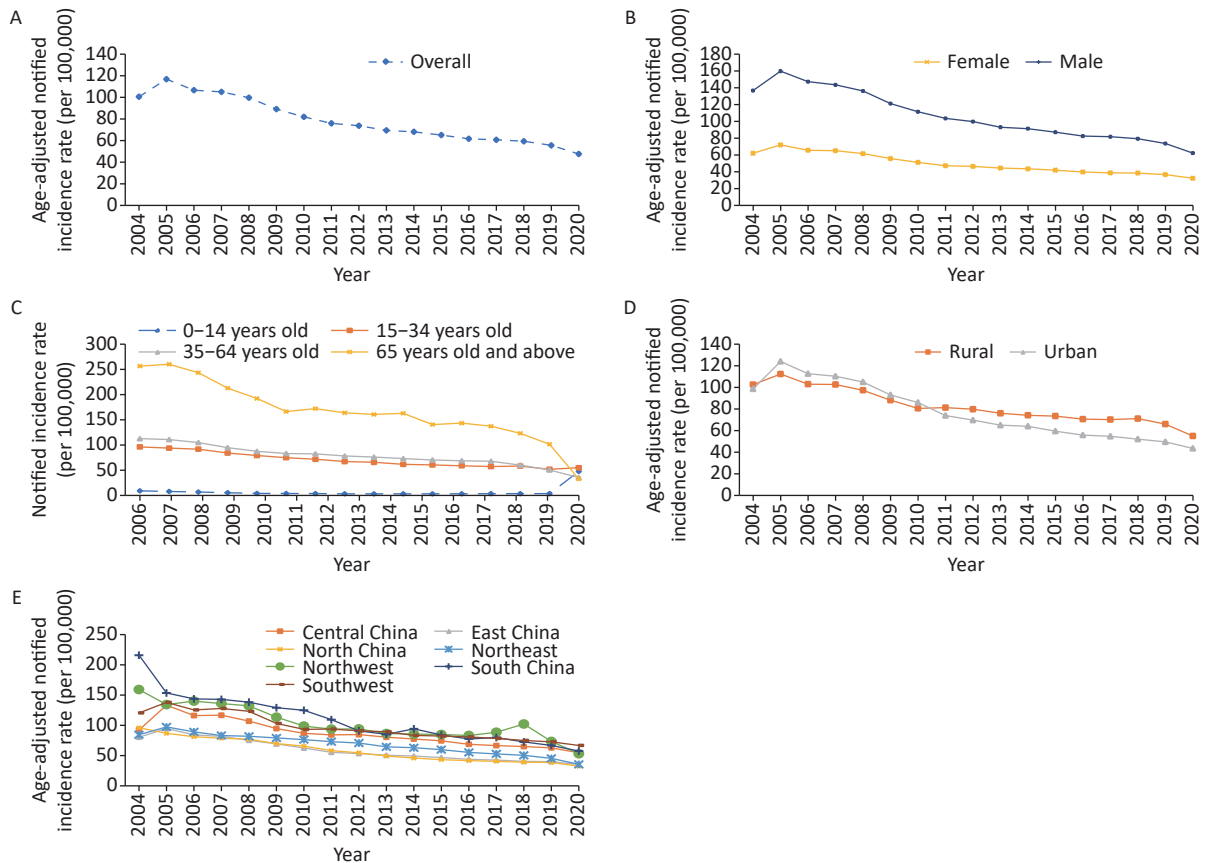 A
Age-adjusted notified
incidence rate (per 100,000)
140
120
100
80
60
40
20
0
Overall
2004 2005 2006 2007 2008 2009 2010 2011 2012 2013 2014 2015 2016 2017 2018 2019 2020
Year
B
Age-adjusted notified
incidence rate (per 100,000)
180
160
140
120
100
80
60
40
20
0
Female Male
2004 2005 2006 2007 2008 2009 2010 2011 2012 2013 2014 2015 2016 2017 2018 2019 2020
Year
C
Notified incidence rate
(per 100,000)
0−14 years old 15−34 years old
35−64 years old 65 years old and above
300
250
200
150
100
50
0
2006 2007 2008 2009 2010 2011 2012 2013 2014 2015 2016 2017 2018 2019 2020
Year
D
Age-adjusted notified
incidence rate (per 100,000)
140
120
100
80
60
40
20
0
Rural Urban
2004 2005 2006 2007 2008 2009 2010 2011 2012 2013 2014 2015 2016 2017 2018 2019 2020
Year
E
Age-adjusted notified
incidence rate (per 100,000)
250
200
150
100
50
0
Central China East China
North China Northeast
Northwest South China
Southwest
2004 2005 2006 2007 2008 2009 2010 2011 2012 2013 2014 2015 2016 2017 2018 2019 2020
Year